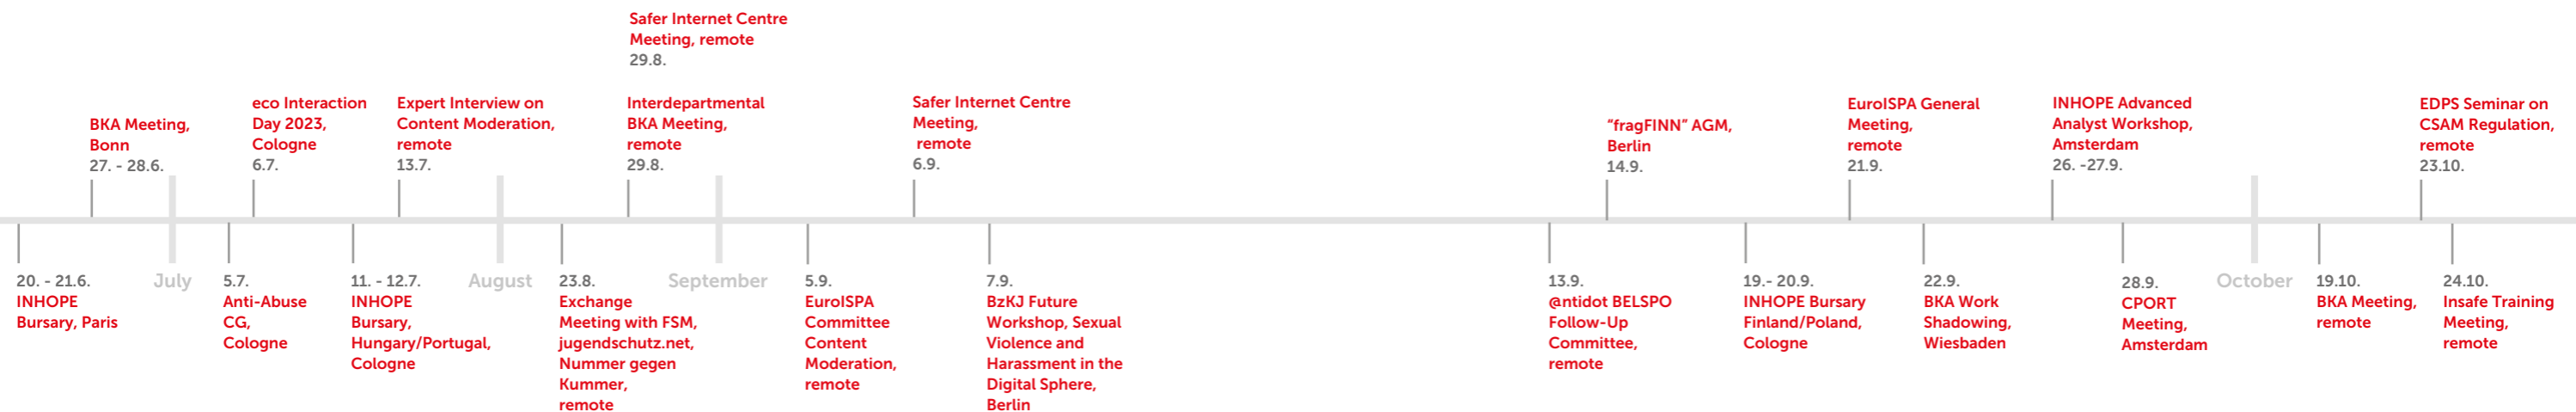 Safer Internet Centre
Meeting, remote
29.8.
BKA Meeting,
Bonn
27. - 28.6.
eco Interaction
Day 2023,
Cologne
6.7.
Expert Interview on
Content Moderation,
remote
13.7.
Interdepartmental
BKA Meeting,
remote
29.8.
Safer Internet Centre
Meeting,
remote
6.9.
“fragFINN” AGM,
Berlin
14.9.
EuroISPA General
Meeting,
remote
21.9.
INHOPE Advanced
Analyst Workshop,
Amsterdam
26. -27.9.
EDPS Seminar on
CSAM Regulation,
remote
23.10.
20. - 21.6.
INHOPE
Bursary, Paris
July
5.7.
Anti-Abuse
CG,
Cologne
11. - 12.7.
INHOPE
Bursary,
Hungary/Portugal,
Cologne
August
23.8.
Exchange
Meeting with FSM,
jugendschutz.net,
Nummer gegen
Kummer,
remote
September
5.9.
EuroISPA
Committee
Content
Moderation,
remote
7.9.
BzKJ Future
Workshop, Sexual
Violence and
Harassment in the
Digital Sphere,
Berlin
13.9.
@ntidot BELSPO
Follow-Up
Committee,
remote
19.- 20.9.
INHOPE Bursary
Finland/Poland,
Cologne
22.9.
BKA Work
Shadowing,
Wiesbaden
28.9.
CPORT
Meeting,
Amsterdam
October
19.10.
BKA Meeting,
remote
24.10.
Insafe Training
Meeting,
remote